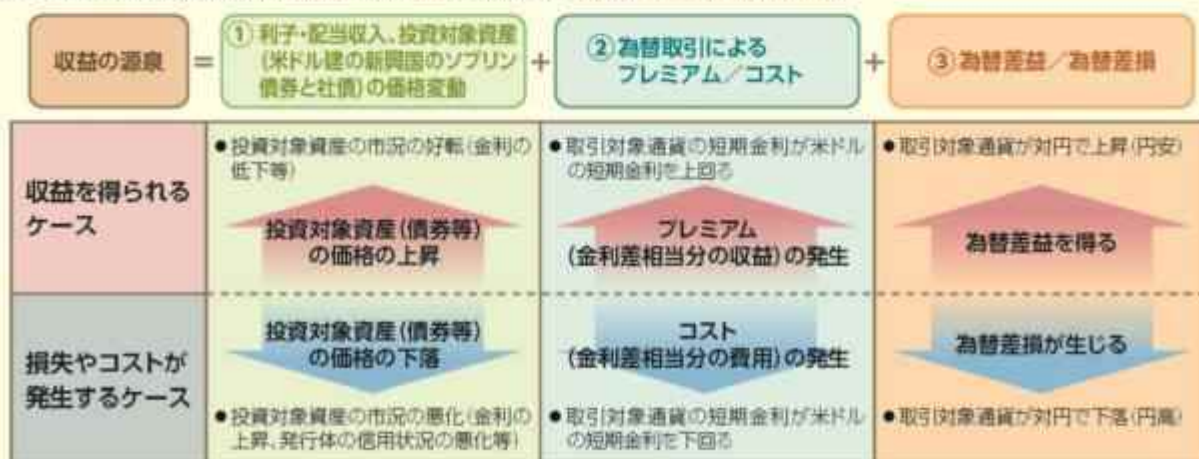 収益の源泉
=
①利子・配当収入、投資対象資産
(米ドル建の新興国のソブリン
債券と社債)の価格変動
+
②為替取引による
プレミアム/コスト
+
③為替差益/為替差損
収益を得られる
ケース
●投資対象資産の市況の好転(金利の
低下等)
投資対象資産(債券等)
の価格の上昇
●取引対象通貨の短期金利が米ドル
の短期金利を上回る
プレミアム
(金利差相当分の収益)の発生
●取引対象通貨が対円で上昇(円安)
為替差益を得る
損失やコストが
発生するケース
投資対象資産(債券等)
の価格の下落
●投資対象資産の市況の悪化(金利の
上昇、発行体の信用状況の悪化等)
コスト
(金利差相当分の費用)の発生
●取引対象通貨の短期金利が米ドル
の短期金利を下回る
為替差損が生じる
●取引対象通貨が対円で下落(円高)